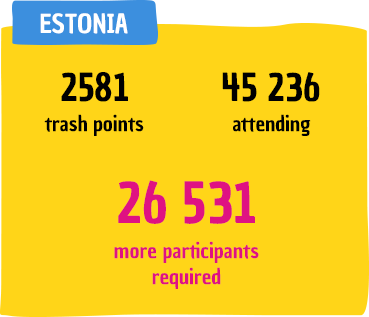 ESTONIA
2581 45 236
trash points attending
26 531
more participants
required